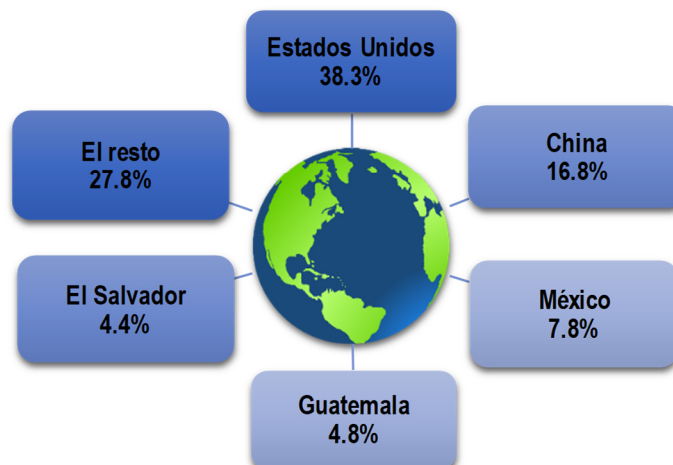 Estados Unidos
38.3%
El resto
27.8%
China
16.8%
El Salvador
4.4%
México
7.8%
Guatemala
4.8%